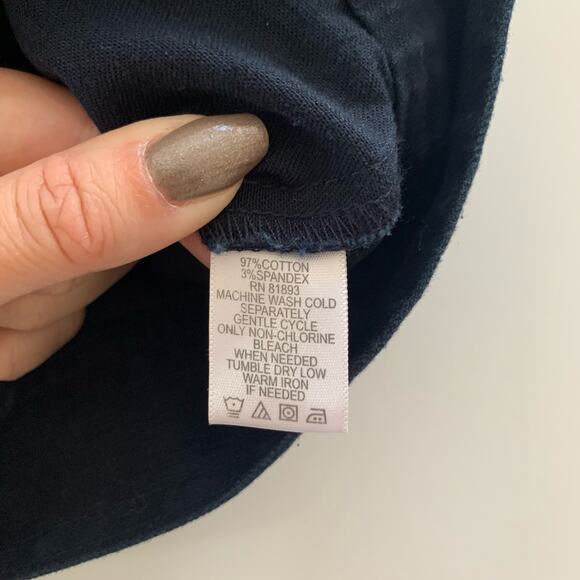 97%COTTON
3%SPANDEX
RN 81893
MACHINE WASH COLD
SEPARATELY
GENTLE CYCLE
ONLY NON-CHLORINE
BLEACH
WHEN NEEDED
TUMBLE DRY LOW
WARM IRON
IF NEEDED